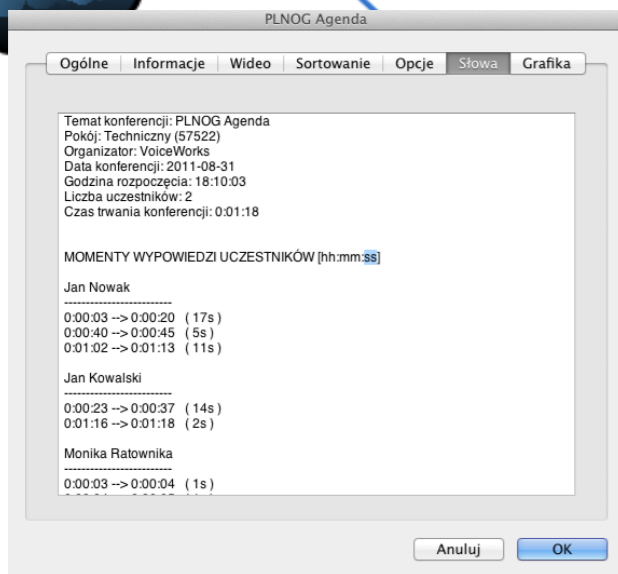 PLNOG Agenda
Ogólne Informacje Wideo Sortowanie Opcje Słowa Grafika
Temat konferencji: PLNOG Agenda
Pokój: Techniczny (57522)
Organizator: VoiceWorks
Data konferencji: 2011-08-31
Godzina rozpoczęcia: 18:10:03
Liczba uczestników: 2
Czas trwania konferencji: 0:01:18
MOMENTY WYPOWIEDZI UCZESTNIKÓW [hh:mm:ss]
Jan Nowak
-------------------------
0:00:03 --> 0:00:20 ( 17s )
0:00:40 --> 0:00:45 ( 5s )
0:01:02 --> 0:01:13 ( 11s )
Jan Kowalski
-------------------------
0:00:23 --> 0:00:37 ( 14s )
0:01:16 --> 0:01:18 ( 2s )
Monika Ratownika
-------------------------
0:00:03 --> 0:00:04 ( 1s )
Anuluj OK